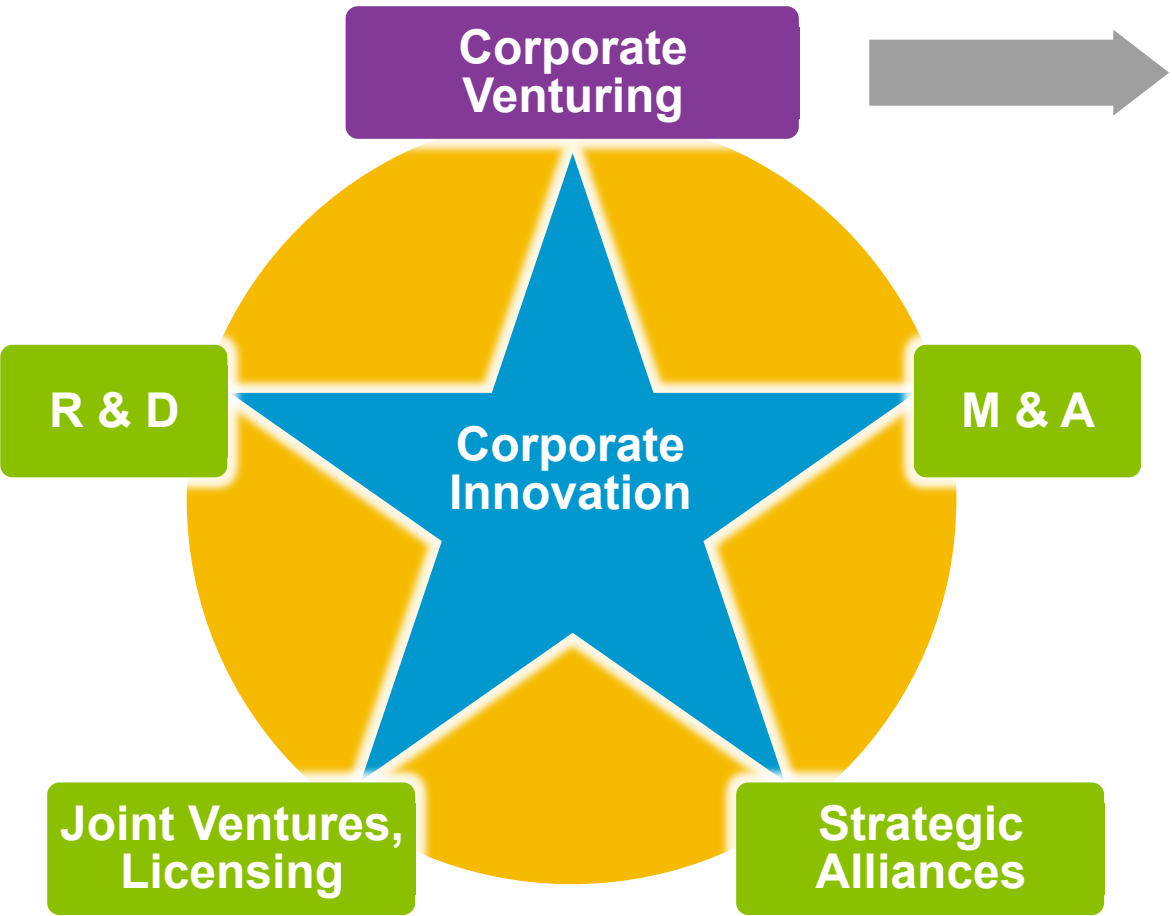 Corporate
Venturing
R & D
M & A
Corporate
Innovation
Joint Ventures,
Licensing
Strategic
Alliances